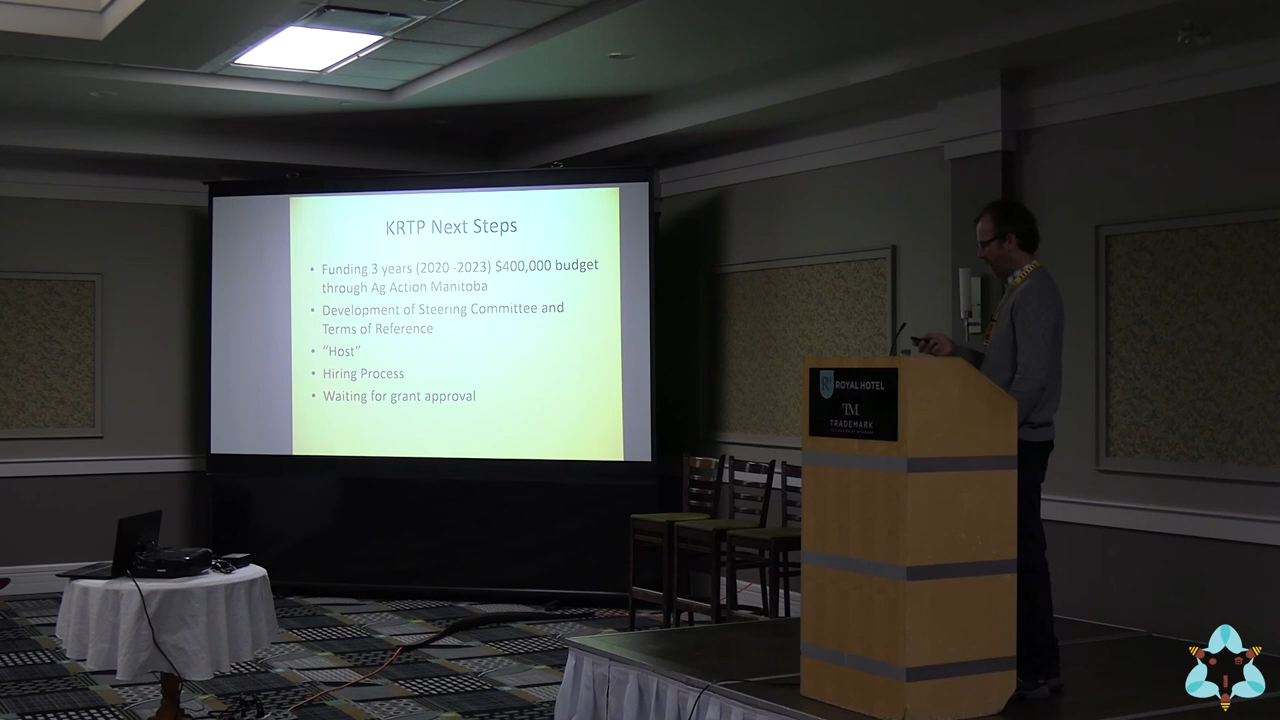 KRTP Next Steps
• Funding 3 years (2020 -2023) $400,000 budget
through Ag Action Manitoba
• Development of Steering Committee and
Terms of Reference
• “Host”
• Hiring Process
• Waiting for grant approval
R ROYAL HOTEL
TM
TRADEMARK